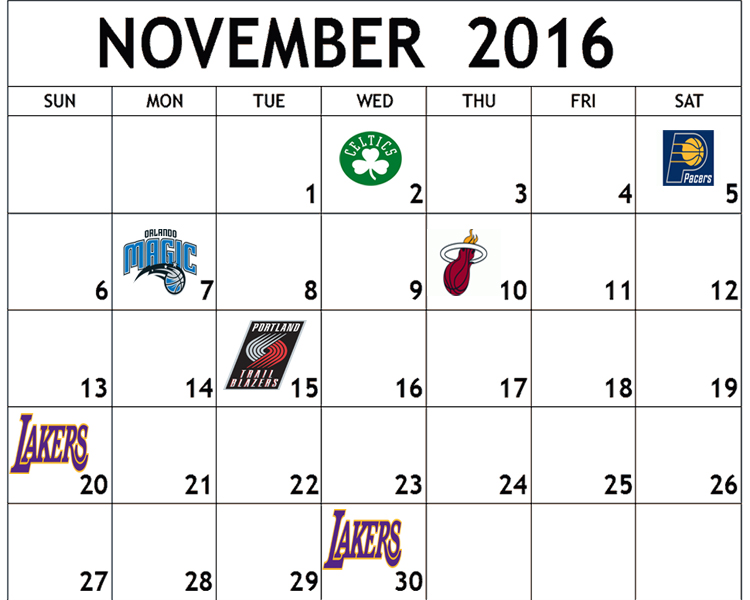 NOVEMBER 2016
SUN MON TUE WED THU FRI SAT
CELTICS
Pacers
1 2 3 4 5
ORLANDO
MAGIC
6 7 8 9 10 11 12
PORTLAND
TRAIL
BLAZERS
13 14 15 16 17 18 19
LAKERS
20 21 22 23 24 25 26
LAKERS
27 28 29 30